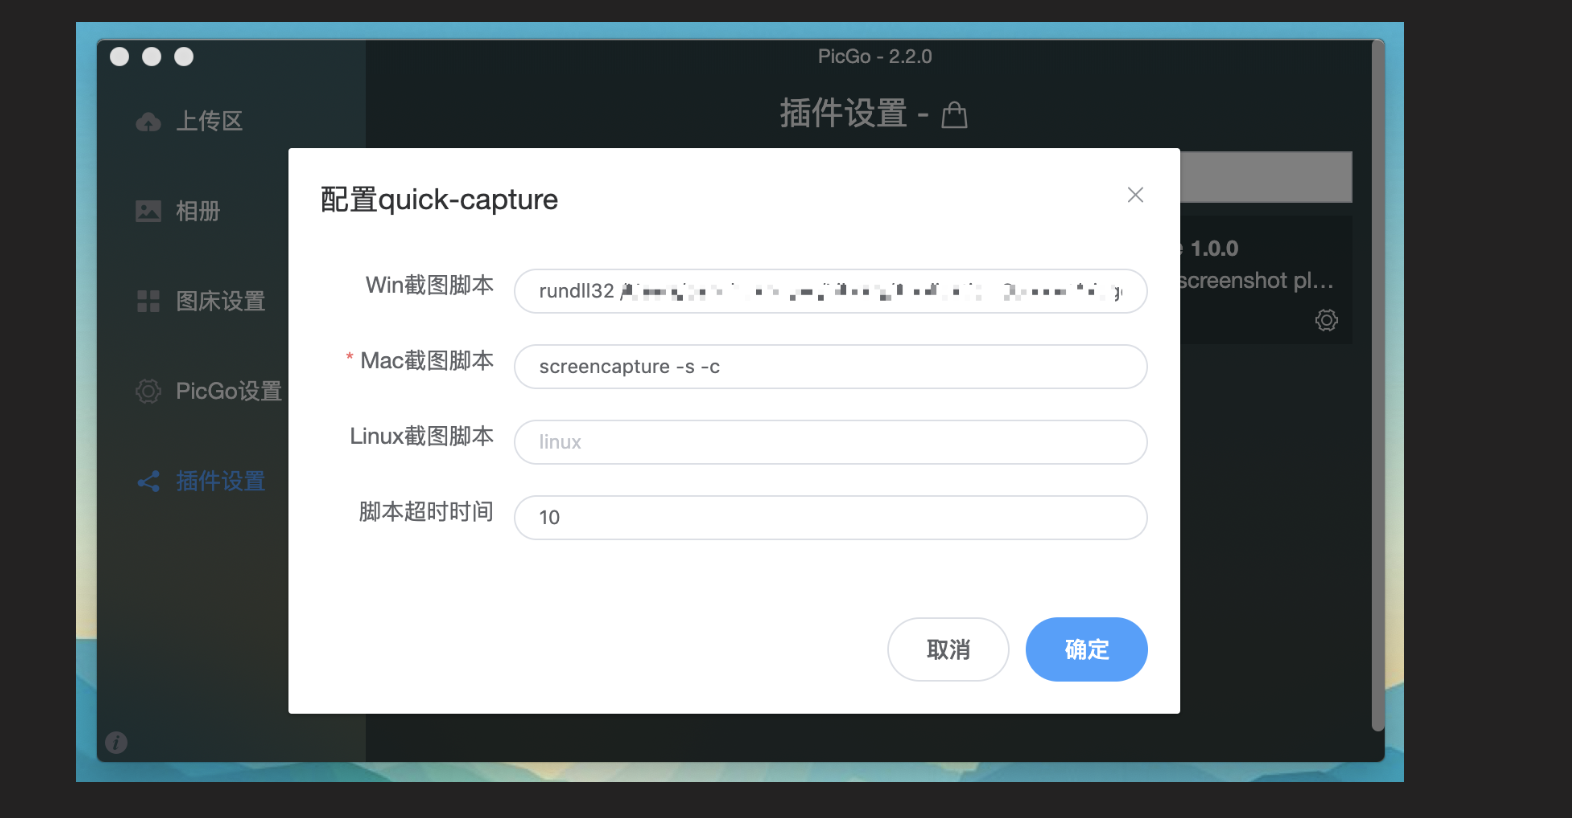 PicGo - 2.2.0
插件设置 -
上传区
相册
图床设置
PicGo设置
插件设置
1.0.0
screenshot pl...
配置quick-capture
Win截图脚本
rundll32
* Mac截图脚本
screencapture -s -c
Linux截图脚本
linux
脚本超时时间
10
取消
确定